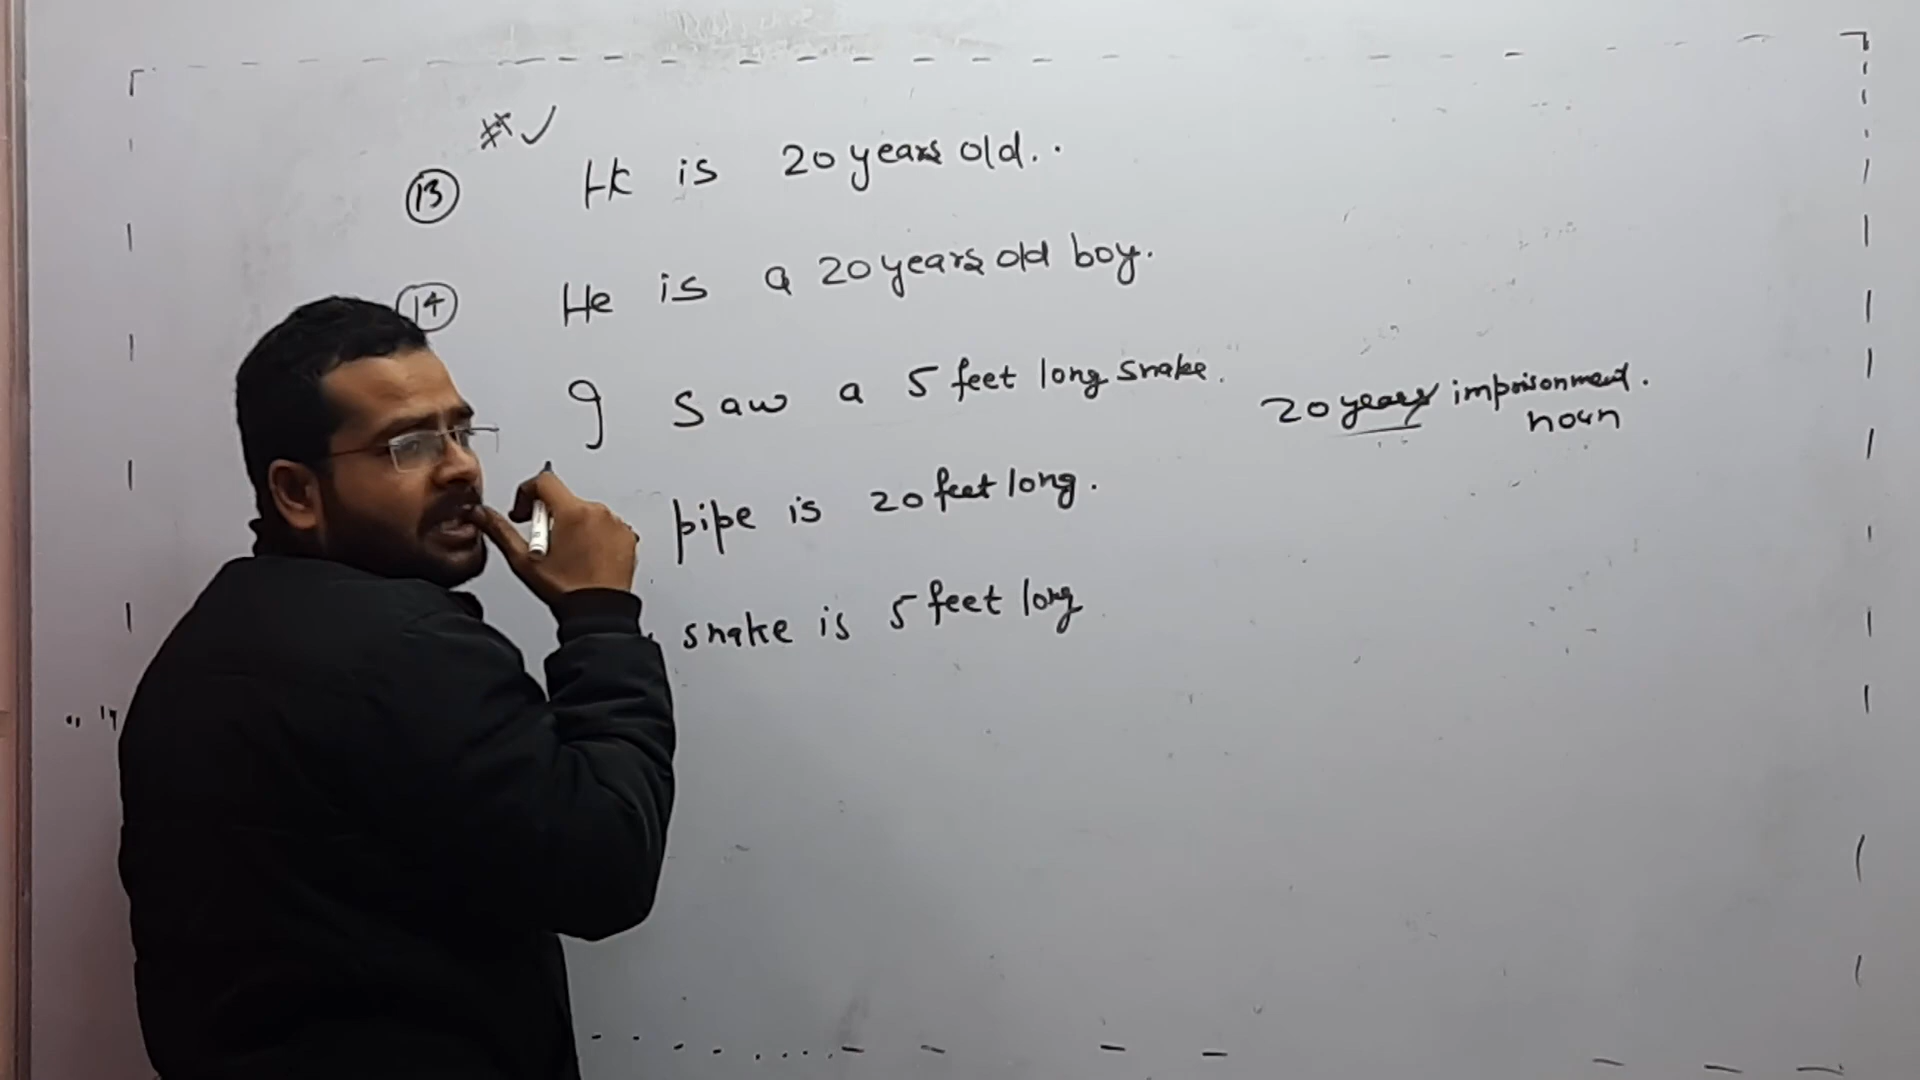 13 He is 20 years old..
14 He is a 20 years old boy.
I saw a 5 feet long snake.
20 years imprisonment.
noun
pipe is 20 feet long.
snake is 5 feet long